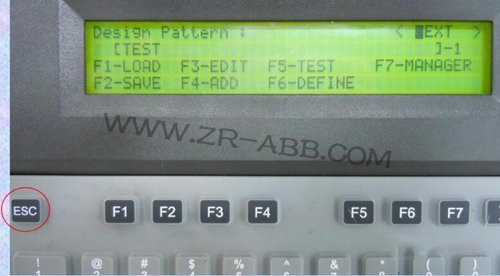 Design Pattern : < EXT >
[TEST ]-1
F1-LOAD F3-EDIT F5-TEST F7-MANAGER
F2-SAVE F4-ADD F6-DEFINE
WWW.ZR-ABB.COM
ESC F1 F2 F3 F4 F5 F6 F7
! @ # $ % ^ & * ( )